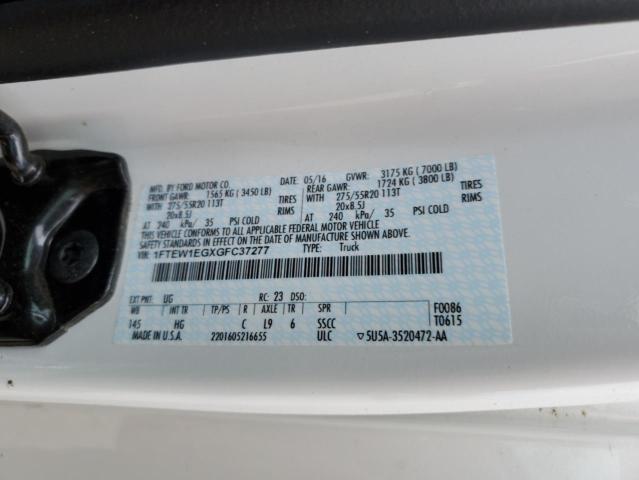 MFD. BY FORD MOTOR CO. DATE: 05/16 GVWR: 3175 KG ( 7000 LB)
FRONT GAWR: 1565 KG ( 3450 LB) REAR GAWR: 1724 KG ( 3800 LB)
WITH 275/55R20 113T TIRES WITH 275/55R20 113T TIRES
20x8.5J RIMS 20x8.5J RIMS
AT 240 kPa/ 35 PSI COLD AT 240 kPa/ 35 PSI COLD
THIS VEHICLE CONFORMS TO ALL APPLICABLE FEDERAL MOTOR VEHICLE
SAFETY AND THEFT PREVENTION STANDARDS IN EFFECT ON THE DATE OF MANUFACTURE SHOWN ABOVE.
VIN: 1FTEW1EGXGFC37277 TYPE: Truck
EXT PNT: UG RC: 23 DSO: F0086
WB INT TR TP/PS R AXLE TR SPR T0615
145 HG C L9 6 SSCC
MADE IN U.S.A. 2201605216655 ULC ▽5U5A-3520472-AA